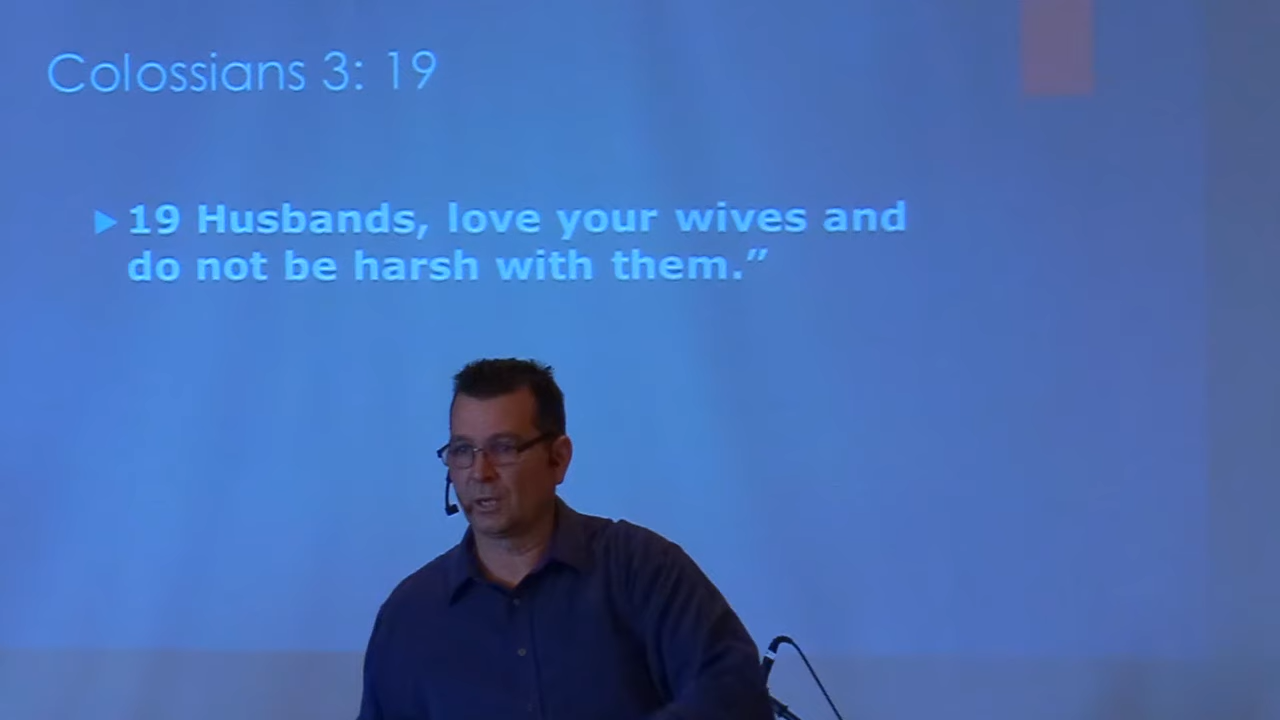 Colossians 3: 19
19 Husbands, love your wives and
do not be harsh with them.”